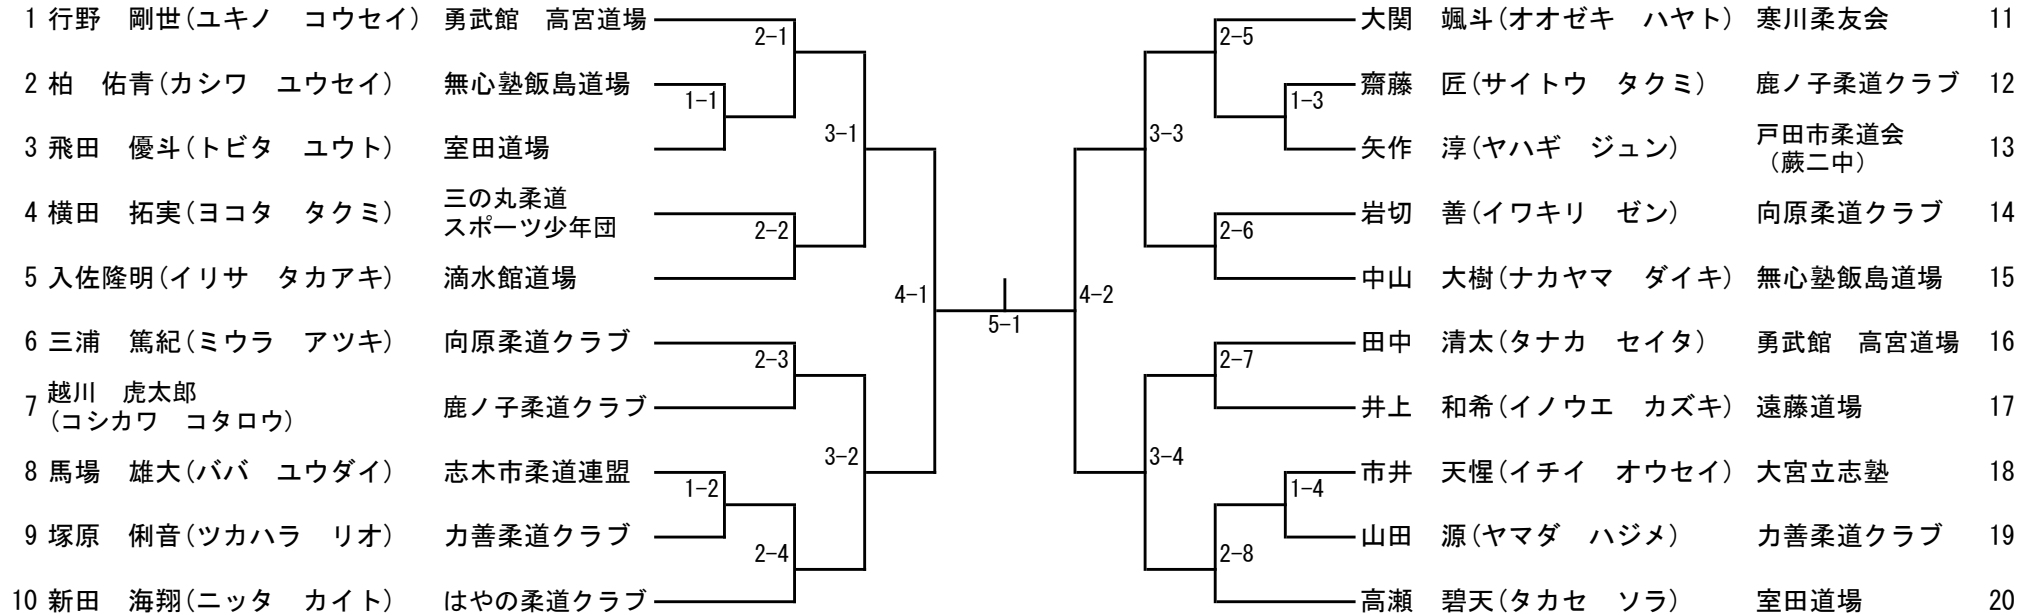 1 行野　剛世(ユキノ　コウセイ)　勇武館　高宮道場
2 柏　佑青(カシワ　ユウセイ)　無心塾飯島道場
3 飛田　優斗(トビタ　ユウト)　室田道場
4 横田　拓実(ヨコタ　タクミ)　三の丸柔道
スポーツ少年団
5 入佐隆明(イリサ　タカアキ)　滴水館道場
6 三浦　篤紀(ミウラ　アツキ)　向原柔道クラブ
7 越川　虎太郎
(コシカワ　コタロウ)　鹿ノ子柔道クラブ
8 馬場　雄大(ババ　ユウダイ)　志木市柔道連盟
9 塚原　俐音(ツカハラ　リオ)　力善柔道クラブ
10 新田　海翔(ニッタ　カイト)　はやの柔道クラブ
2-1
1-1
3-1
2-2
4-1
2-3
3-2
1-2
2-4
5-1
2-5
1-3
3-3
2-6
4-2
2-7
3-4
1-4
2-8
大関　颯斗(オオゼキ　ハヤト)　寒川柔友会　11
齋藤　匠(サイトウ　タクミ)　鹿ノ子柔道クラブ　12
矢作　淳(ヤハギ　ジュン)　戸田市柔道会
（蕨二中）　13
岩切　善(イワキリ　ゼン)　向原柔道クラブ　14
中山　大樹(ナカヤマ　ダイキ)　無心塾飯島道場　15
田中　清太(タナカ　セイタ)　勇武館　高宮道場　16
井上　和希(イノウエ　カズキ)　遠藤道場　17
市井　天惺(イチイ　オウセイ)　大宮立志塾　18
山田　源(ヤマダ　ハジメ)　力善柔道クラブ　19
高瀬　碧天(タカセ　ソラ)　室田道場　20